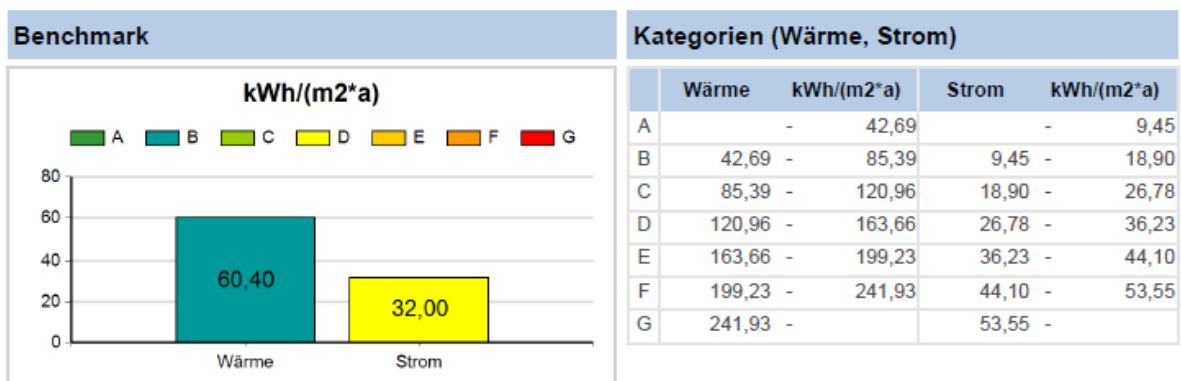 Benchmark
kWh/(m2*a)
A B C D E F G
80
60
40
20
0
60,40
32,00
Wärme Strom
Kategorien (Wärme, Strom)
Wärme kWh/(m2*a) Strom kWh/(m2*a)
A - 42,69 - 9,45
B 42,69 - 85,39 9,45 - 18,90
C 85,39 - 120,96 18,90 - 26,78
D 120,96 - 163,66 26,78 - 36,23
E 163,66 - 199,23 36,23 - 44,10
F 199,23 - 241,93 44,10 - 53,55
G 241,93 - 53,55 -